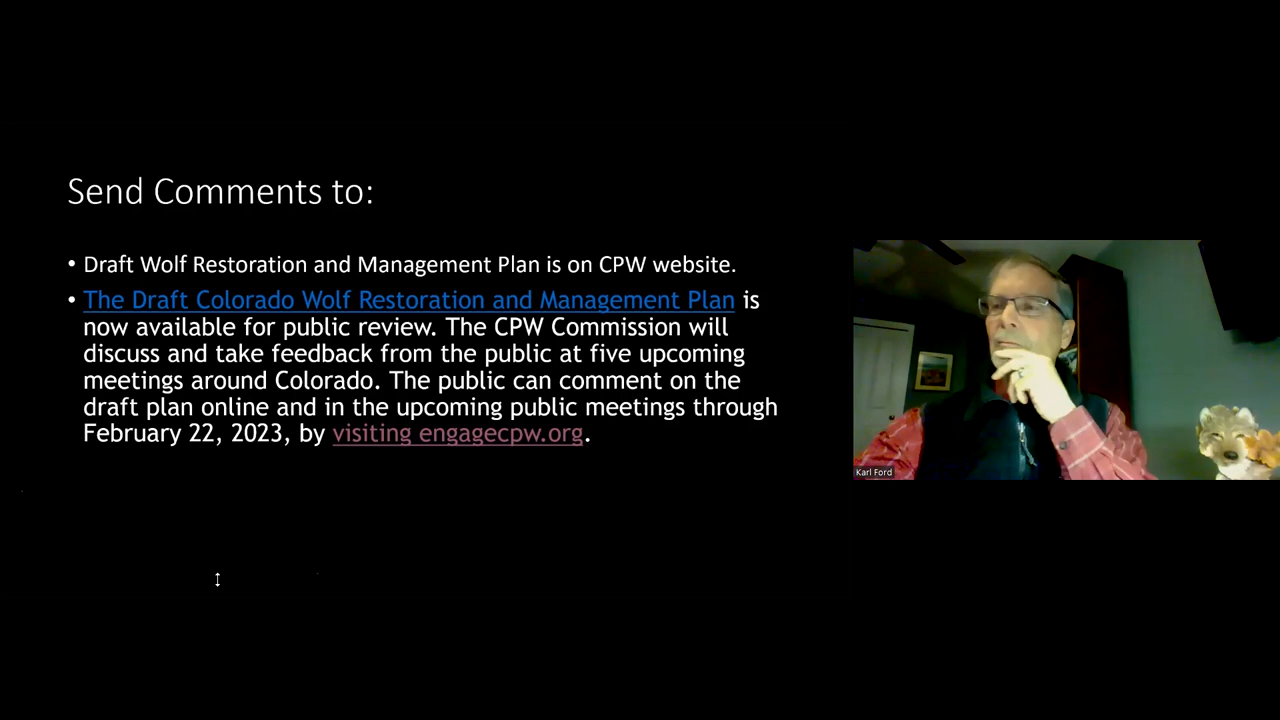 Send Comments to:
• Draft Wolf Restoration and Management Plan is on CPW website.
• The Draft Colorado Wolf Restoration and Management Plan is
now available for public review. The CPW Commission will
discuss and take feedback from the public at five upcoming
meetings around Colorado. The public can comment on the
draft plan online and in the upcoming public meetings through
February 22, 2023, by visiting engagecpw.org.
Karl Ford